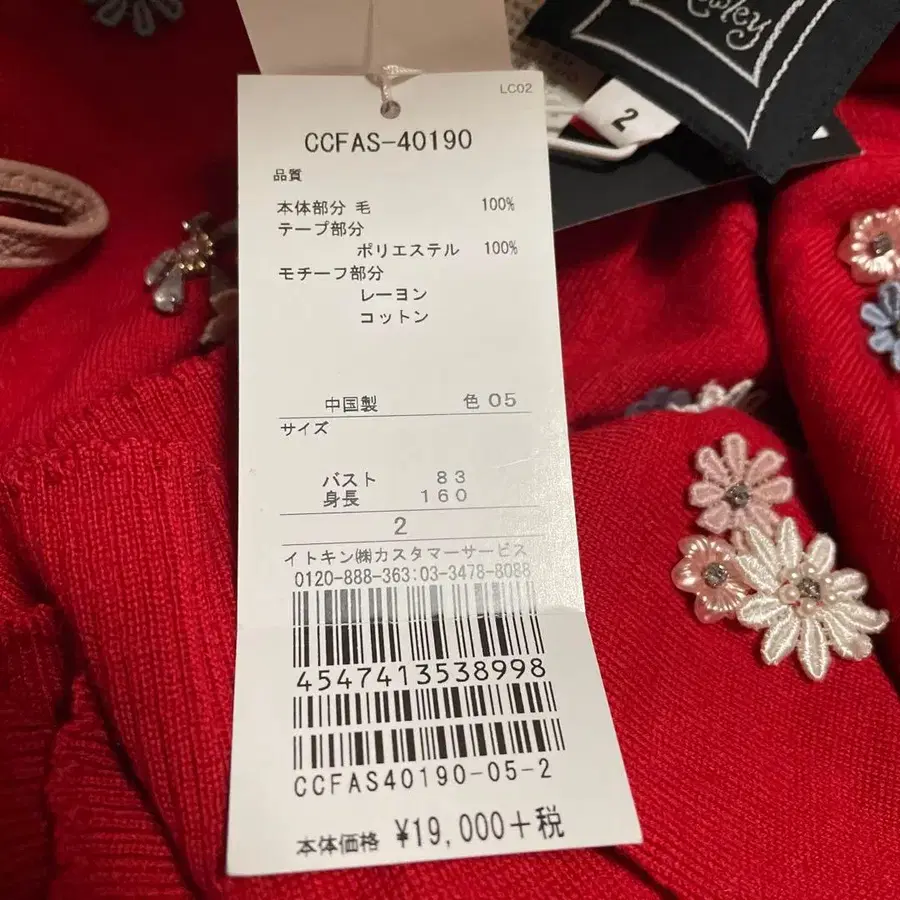 LC02
CCFAS-40190
品質
本体部分 毛 100%
テープ部分
ポリエステル 100%
モチーフ部分
レーヨン
コットン
中国製 色 05
サイズ
バスト 83
身長 160
2
イトキン㈱カスタマーサービス
0120-888-363:03-3478-8088
4547413538998
CCFAS40190-05-2
本体価格 ¥19,000+税
2